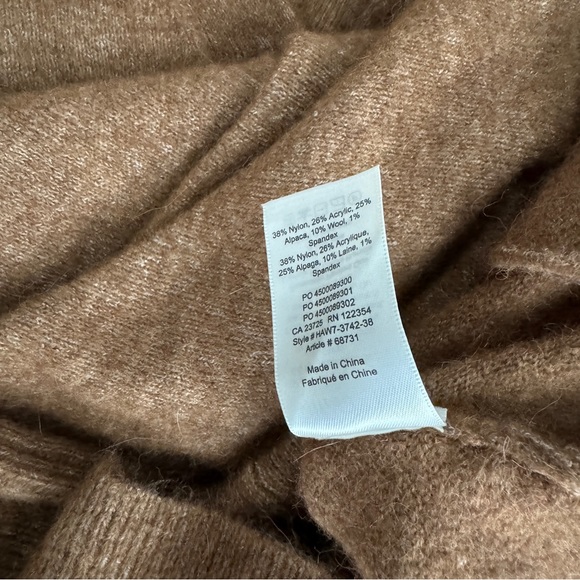 38% Nylon, 26% Acrylic, 25%
Alpaca, 10% Wool, 1%
Spandex
38% Nylon, 26% Acrylique,
25% Alpaga, 10% Laine, 1%
Spandex
PO 4500089300
PO 4500089301
PO 4500089302
CA 23725 RN 122354
Style # HAW7-3742-38
Article # 68731
Made in China
Fabriqué en Chine